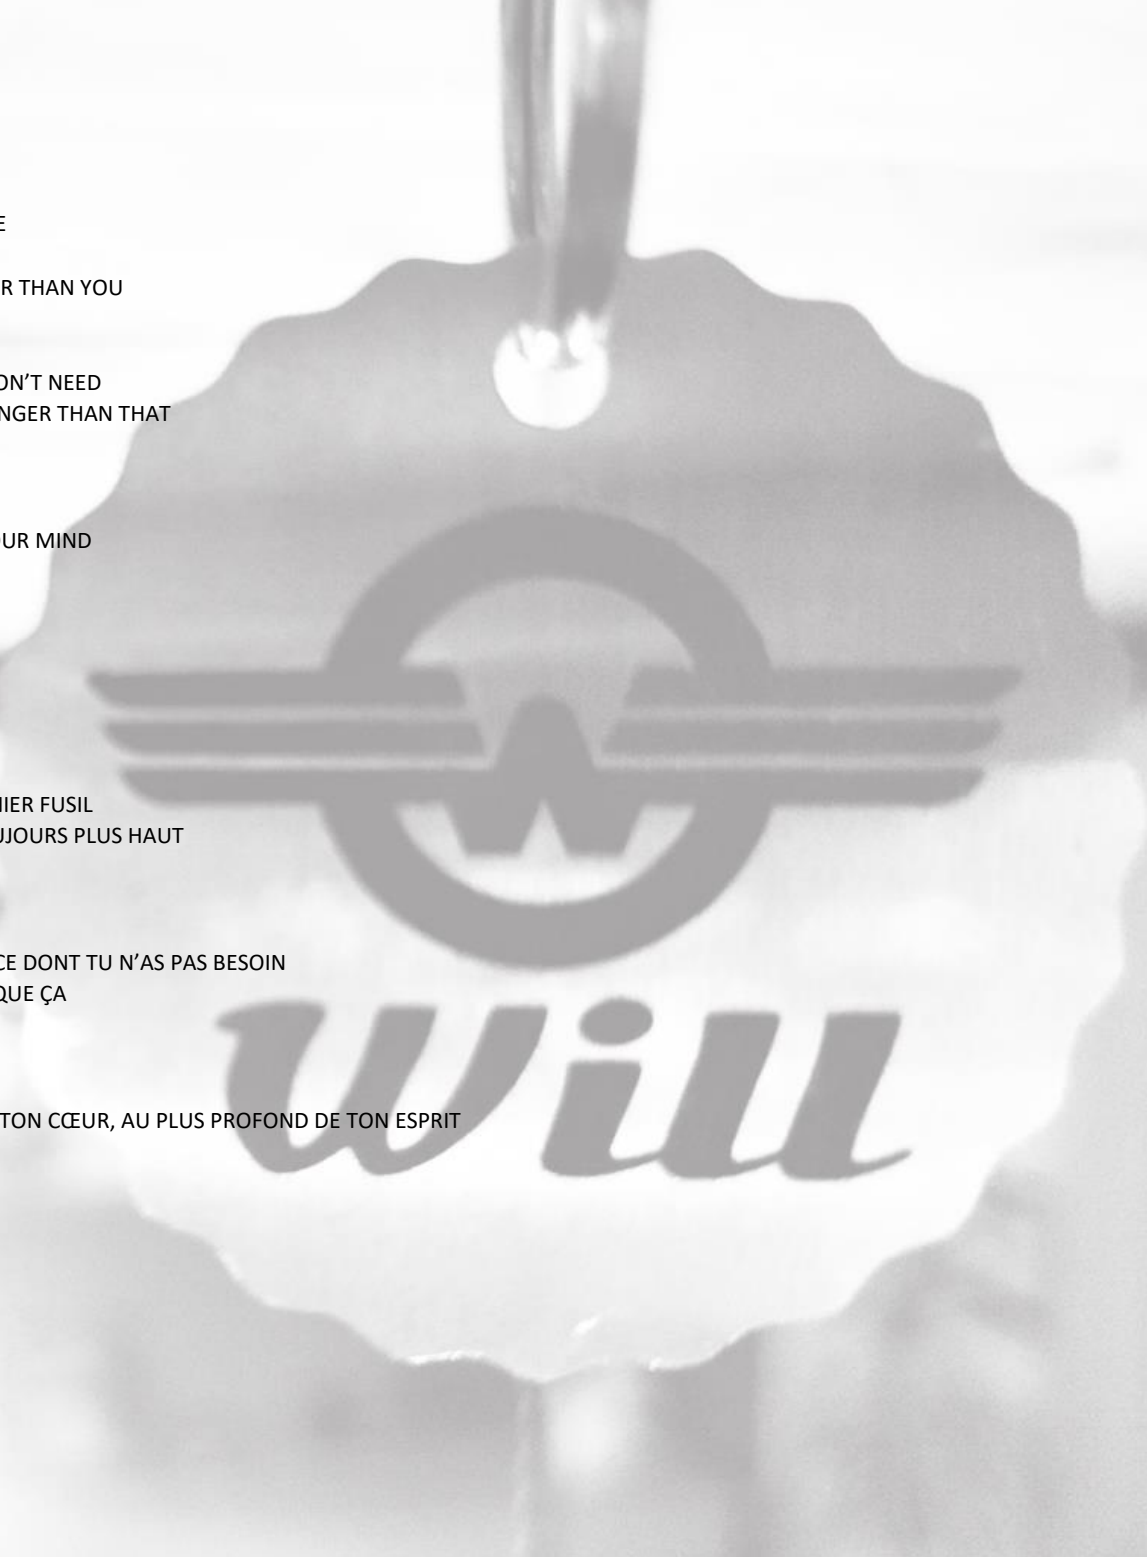 E
R THAN YOU
ON’T NEED
NGER THAN THAT
OUR MIND
W
IER FUSIL
UJOURS PLUS HAUT
CE DONT TU N’AS PAS BESOIN
QUE ÇA
will
TON CŒUR, AU PLUS PROFOND DE TON ESPRIT